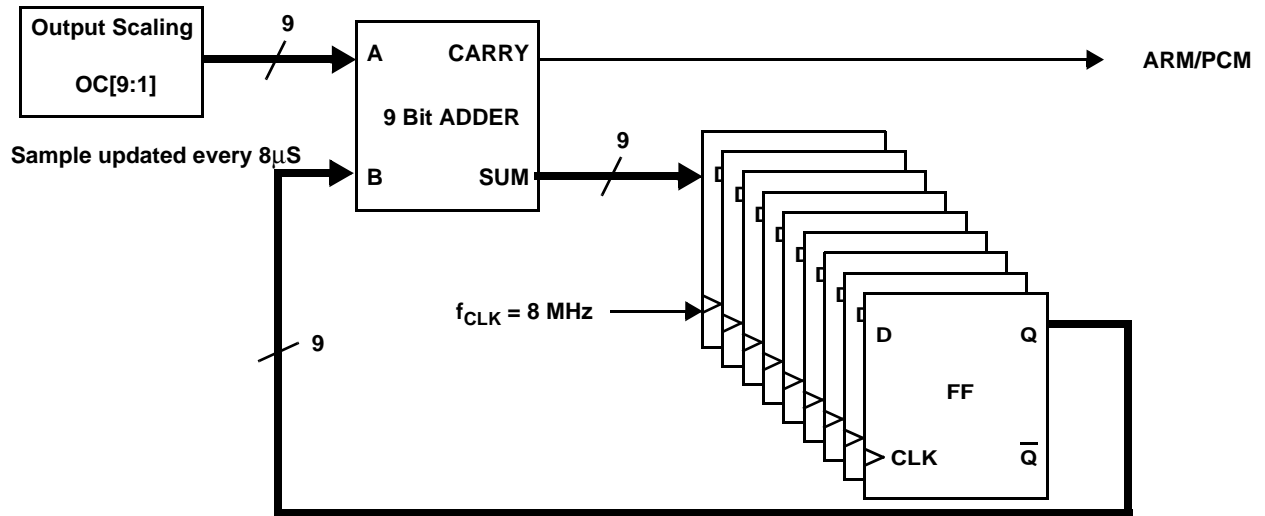 Output Scaling
OC[9:1]
9
A
CARRY
ARM/PCM
9 Bit ADDER
Sample updated every 8μS
B
SUM
9
D
D
D
D
D
D
D
D
fCLK = 8 MHz
9
D
Q
FF
CLK
Q̅